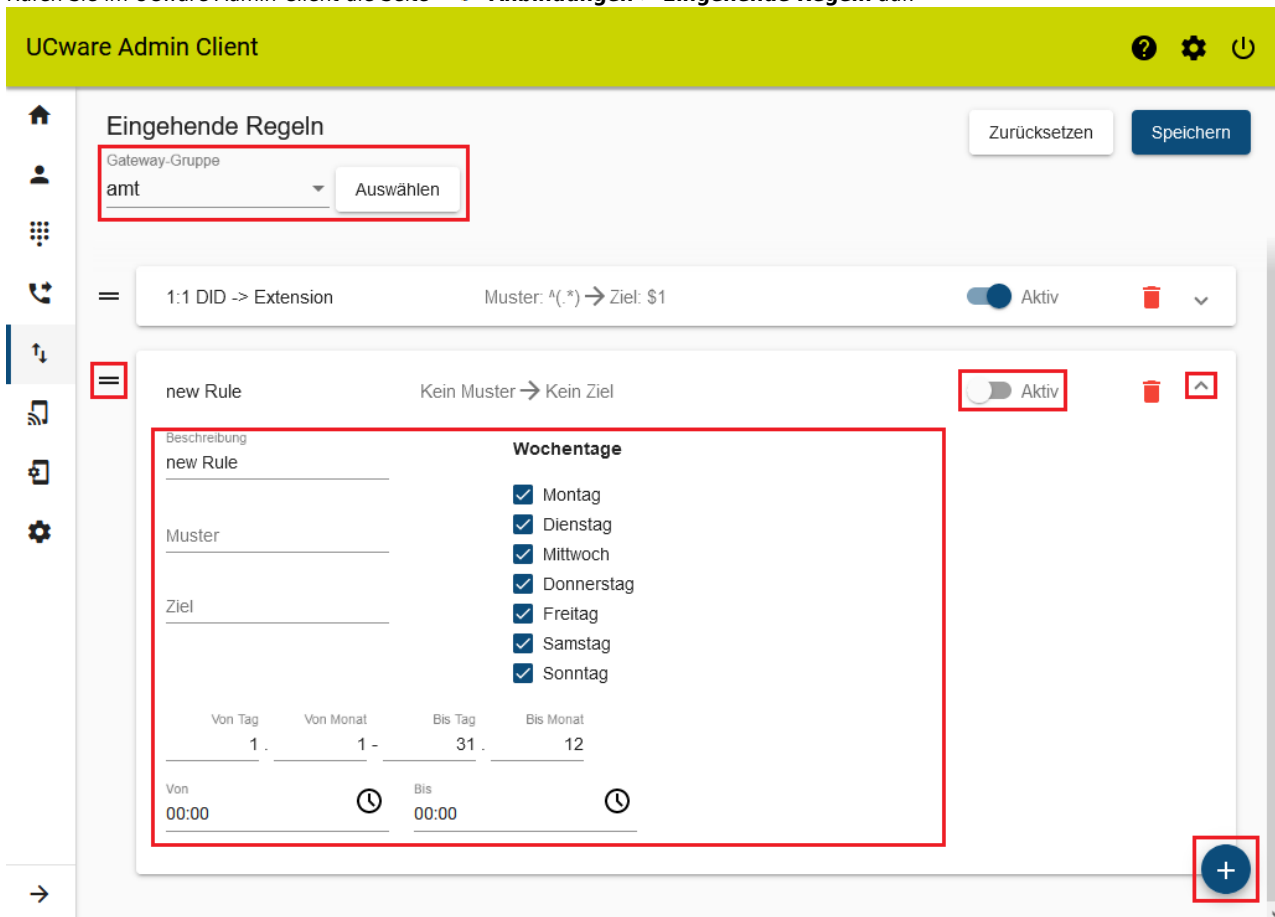 UCware Admin Client
Eingehende Regeln
Zurücksetzen
Speichern
Gateway-Gruppe
amt
Auswählen
1:1 DID -> Extension
Muster: ^(.*) → Ziel: $1
Aktiv
new Rule
Kein Muster → Kein Ziel
Aktiv
Beschreibung
new Rule
Muster
Ziel
Wochentage
Montag
Dienstag
Mittwoch
Donnerstag
Freitag
Samstag
Sonntag
Von Tag Von Monat Bis Tag Bis Monat
1 . 1 - 31 . 12
Von Bis
00:00 00:00